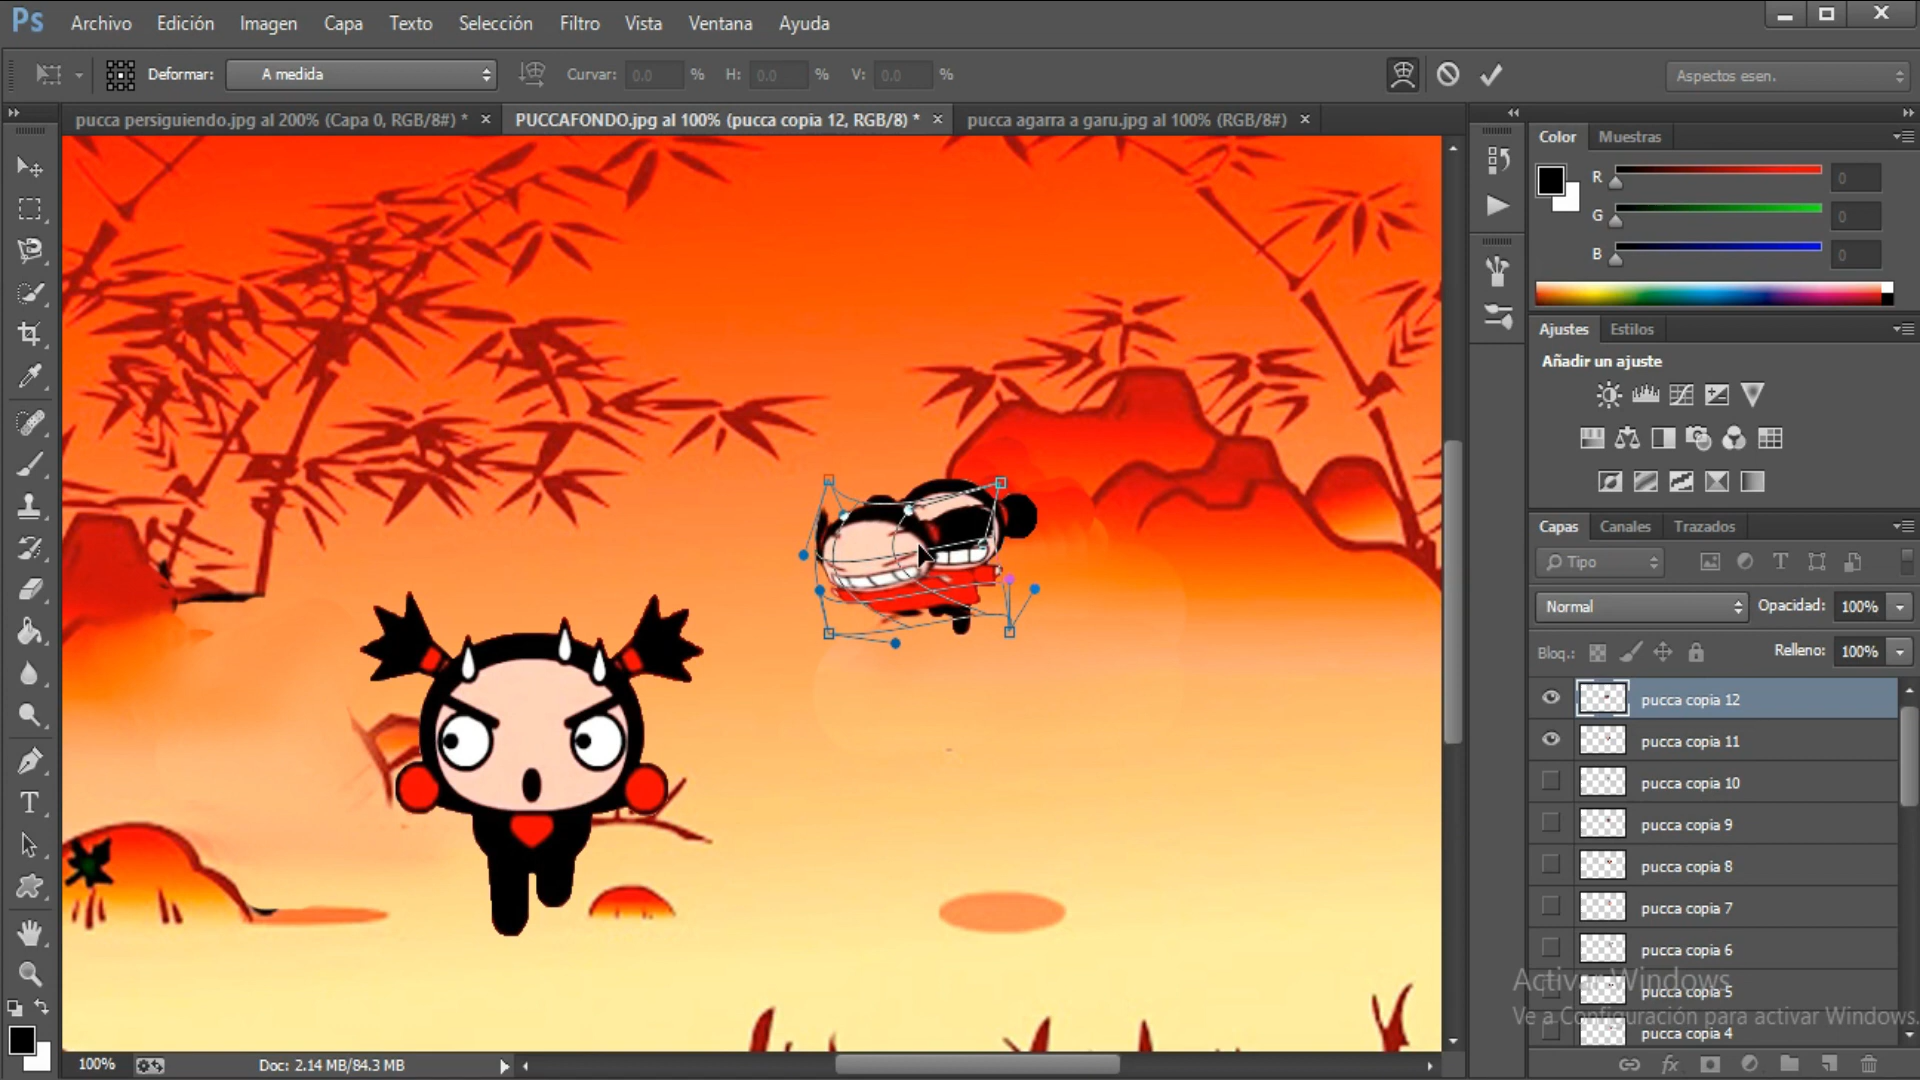 Ps Archivo Edición Imagen Capa Texto Selección Filtro Vista Ventana Ayuda
Deformar: A medida Curvar: 0.0 % H: 0.0 % V: 0.0 % Aspectos esen.
pucca persiguiendo.jpg al 200% (Capa 0, RGB/8#) * PUCCAFONDO.jpg al 100% (pucca copia 12, RGB/8) * pucca agarra a garu.jpg al 100% (RGB/8#)
Color Muestras
R 0
G 0
B 0
Ajustes Estilos
Añadir un ajuste
Capas Canales Trazados
Tipo
Normal Opacidad: 100%
Bloq.: Relleno: 100%
pucca copia 12
pucca copia 11
pucca copia 10
pucca copia 9
pucca copia 8
pucca copia 7
pucca copia 6
Activar Windows
pucca copia 5
Ve a Configuración para activar Windows.
pucca copia 4
100% Doc: 2.14 MB/84.3 MB